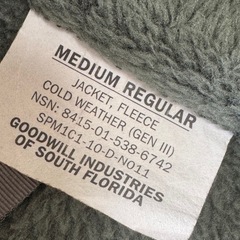 MEDIUM REGULAR
JACKET, FLEECE
COLD WEATHER (GEN III)
NSN: 8415-01-538-6742
SPM1C1-10-D-NO11
GOODWILL INDUSTRIES
OF SOUTH FLORIDA